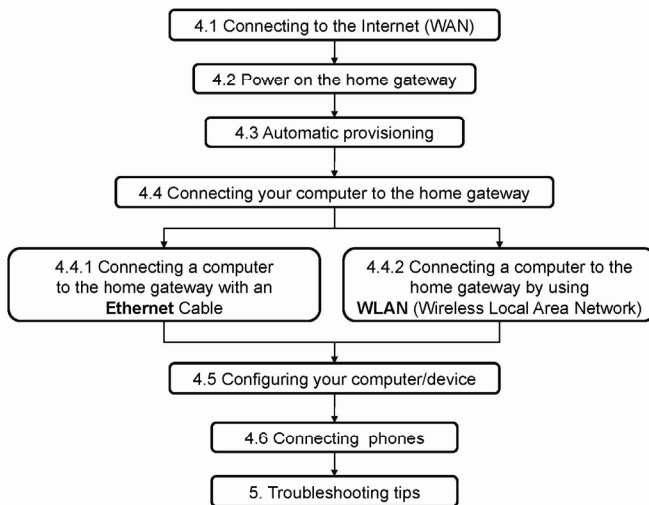 4.1 Connecting to the Internet (WAN)
4.2 Power on the home gateway
4.3 Automatic provisioning
4.4 Connecting your computer to the home gateway
4.4.1 Connecting a computer
to the home gateway with an
Ethernet Cable
4.4.2 Connecting a computer to the
home gateway by using
WLAN (Wireless Local Area Network)
4.5 Configuring your computer/device
4.6 Connecting phones
5. Troubleshooting tips